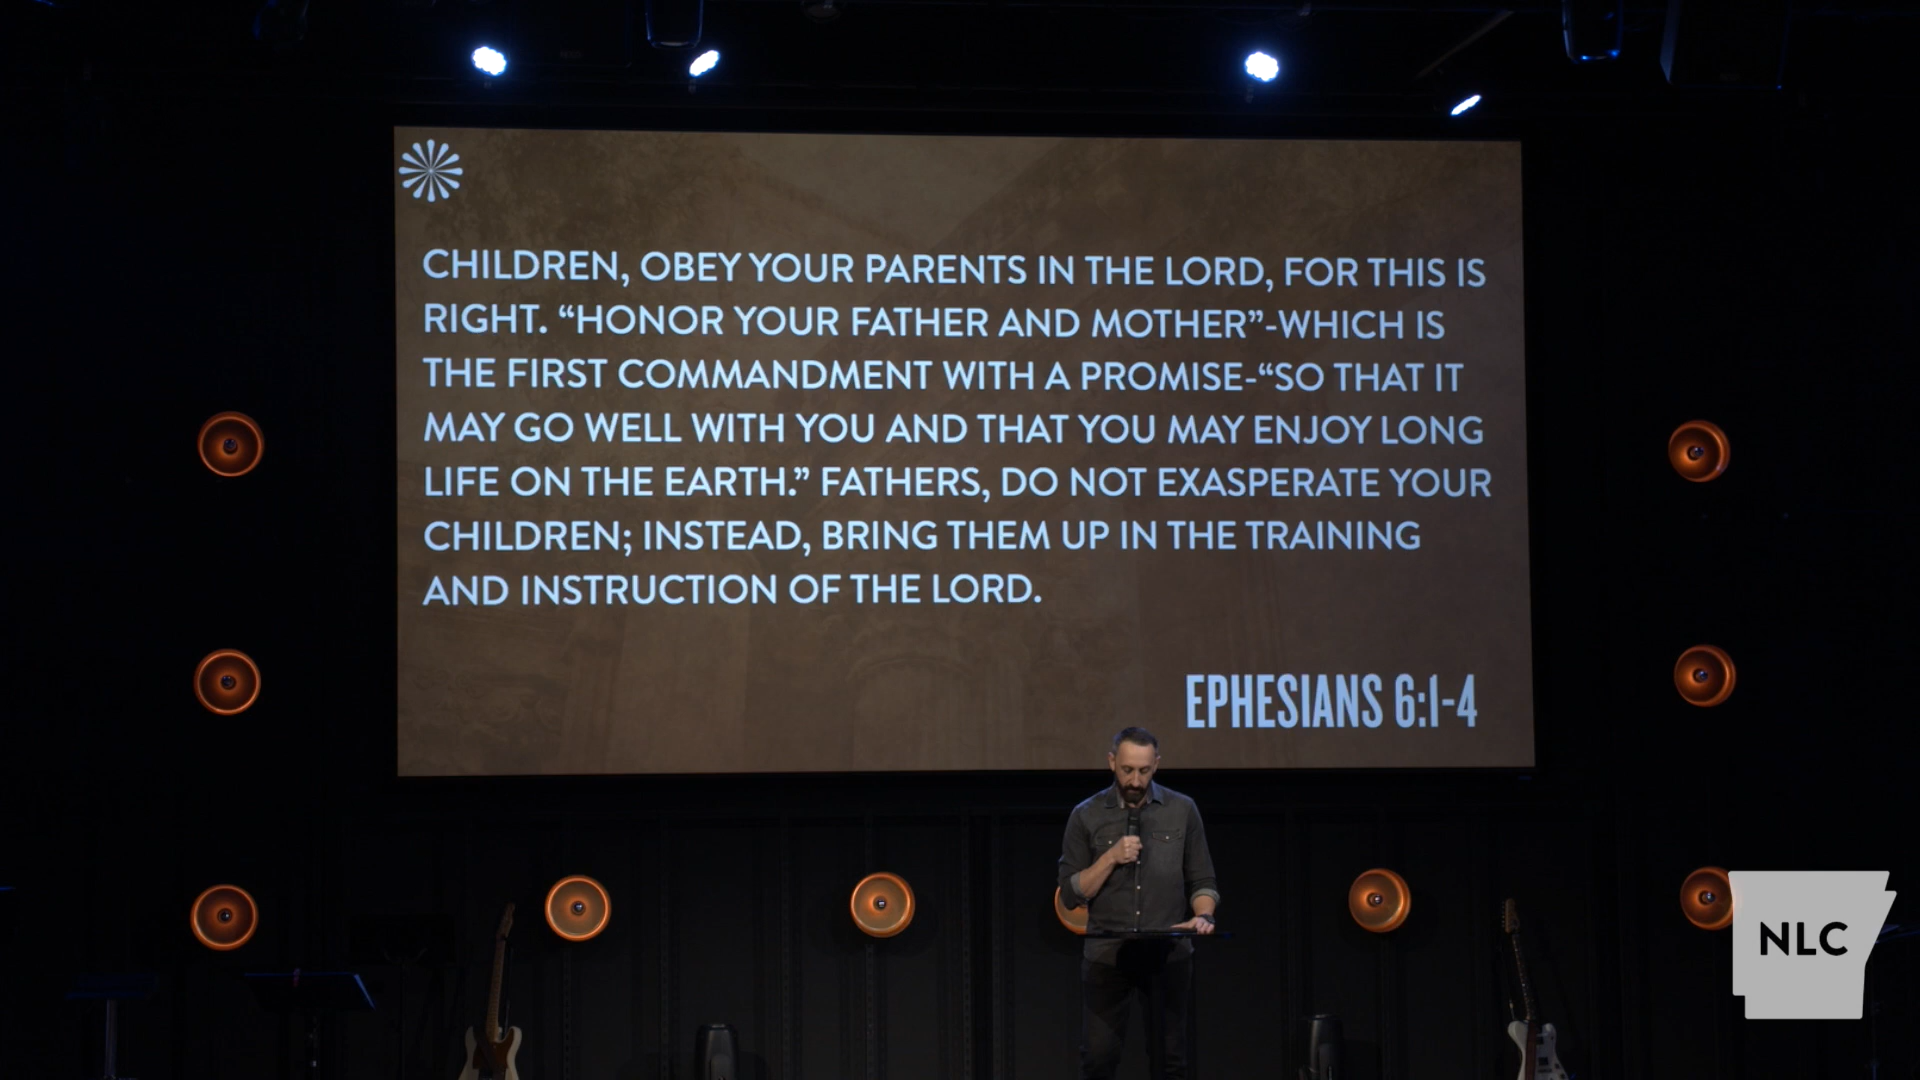 CHILDREN, OBEY YOUR PARENTS IN THE LORD, FOR THIS IS
RIGHT. “HONOR YOUR FATHER AND MOTHER”-WHICH IS
THE FIRST COMMANDMENT WITH A PROMISE-“SO THAT IT
MAY GO WELL WITH YOU AND THAT YOU MAY ENJOY LONG
LIFE ON THE EARTH.” FATHERS, DO NOT EXASPERATE YOUR
CHILDREN; INSTEAD, BRING THEM UP IN THE TRAINING
AND INSTRUCTION OF THE LORD.
EPHESIANS 6:1-4
NLC